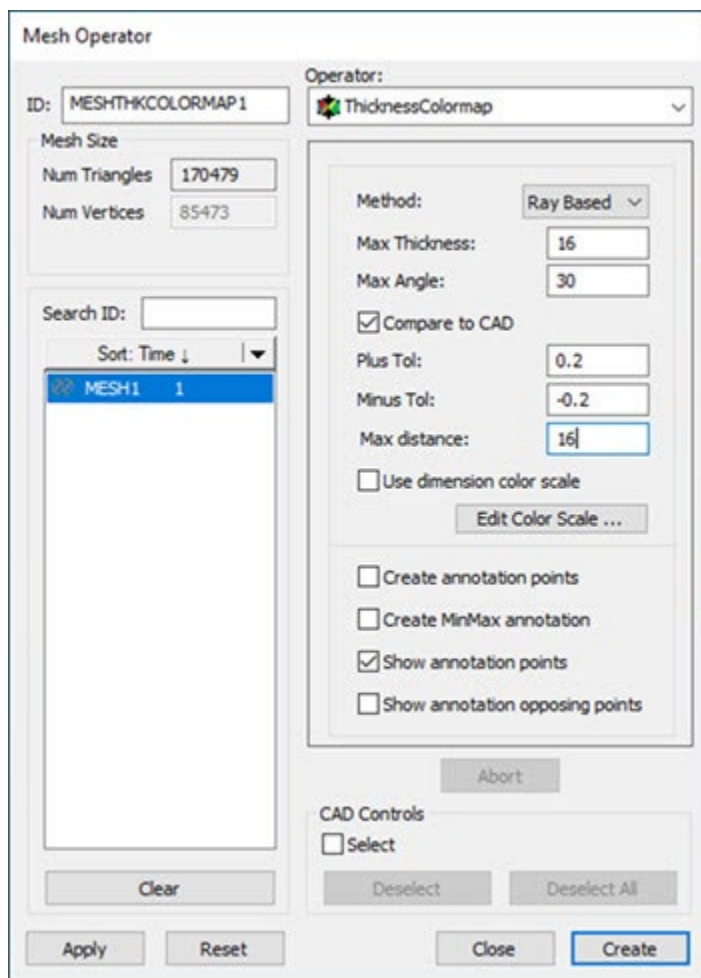 Mesh Operator
ID: MESHTHKCOLORMAP1
Mesh Size
Num Triangles 170479
Num Vertices 85473
Search ID:
Sort: Time ↓
MESH1 1
Clear
Apply Reset
Operator:
ThicknessColormap
Method: Ray Based
Max Thickness: 16
Max Angle: 30
Compare to CAD
Plus Tol: 0.2
Minus Tol: -0.2
Max distance: 16
Use dimension color scale
Edit Color Scale ...
Create annotation points
Create MinMax annotation
Show annotation points
Show annotation opposing points
Abort
CAD Controls
Select
Deselect Deselect All
Close Create